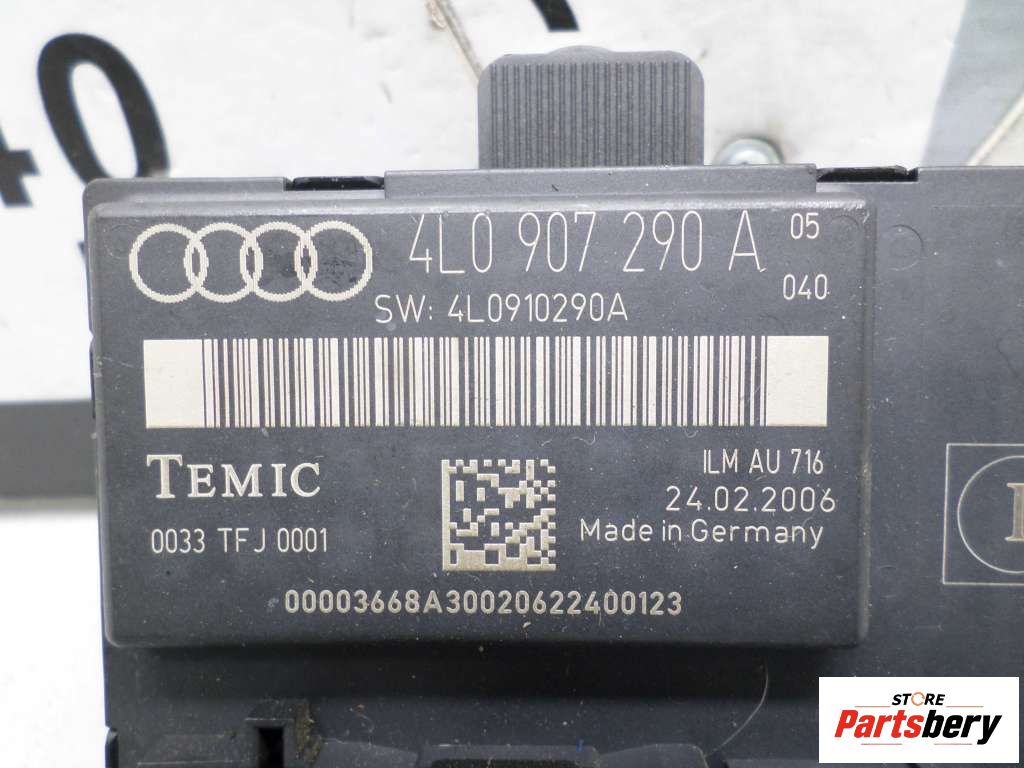 40
4L0 907 290 A 05
040
SW: 4L0910290A
TEMIC
ILM AU 716
24.02.2006
0033 TFJ 0001
Made in Germany
00003668A30020622400123
STORE
Partsbery